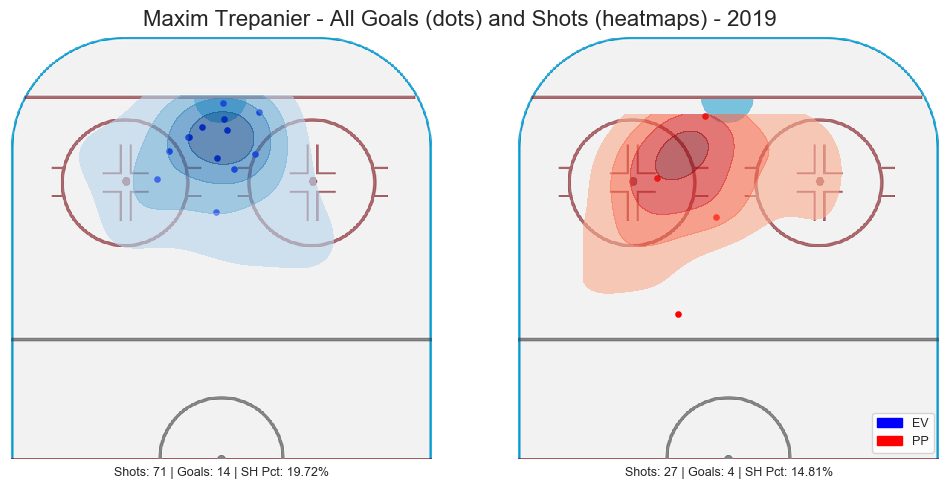 Maxim Trepanier - All Goals (dots) and Shots (heatmaps) - 2019
EV
PP
Shots: 71 | Goals: 14 | SH Pct: 19.72%
Shots: 27 | Goals: 4 | SH Pct: 14.81%